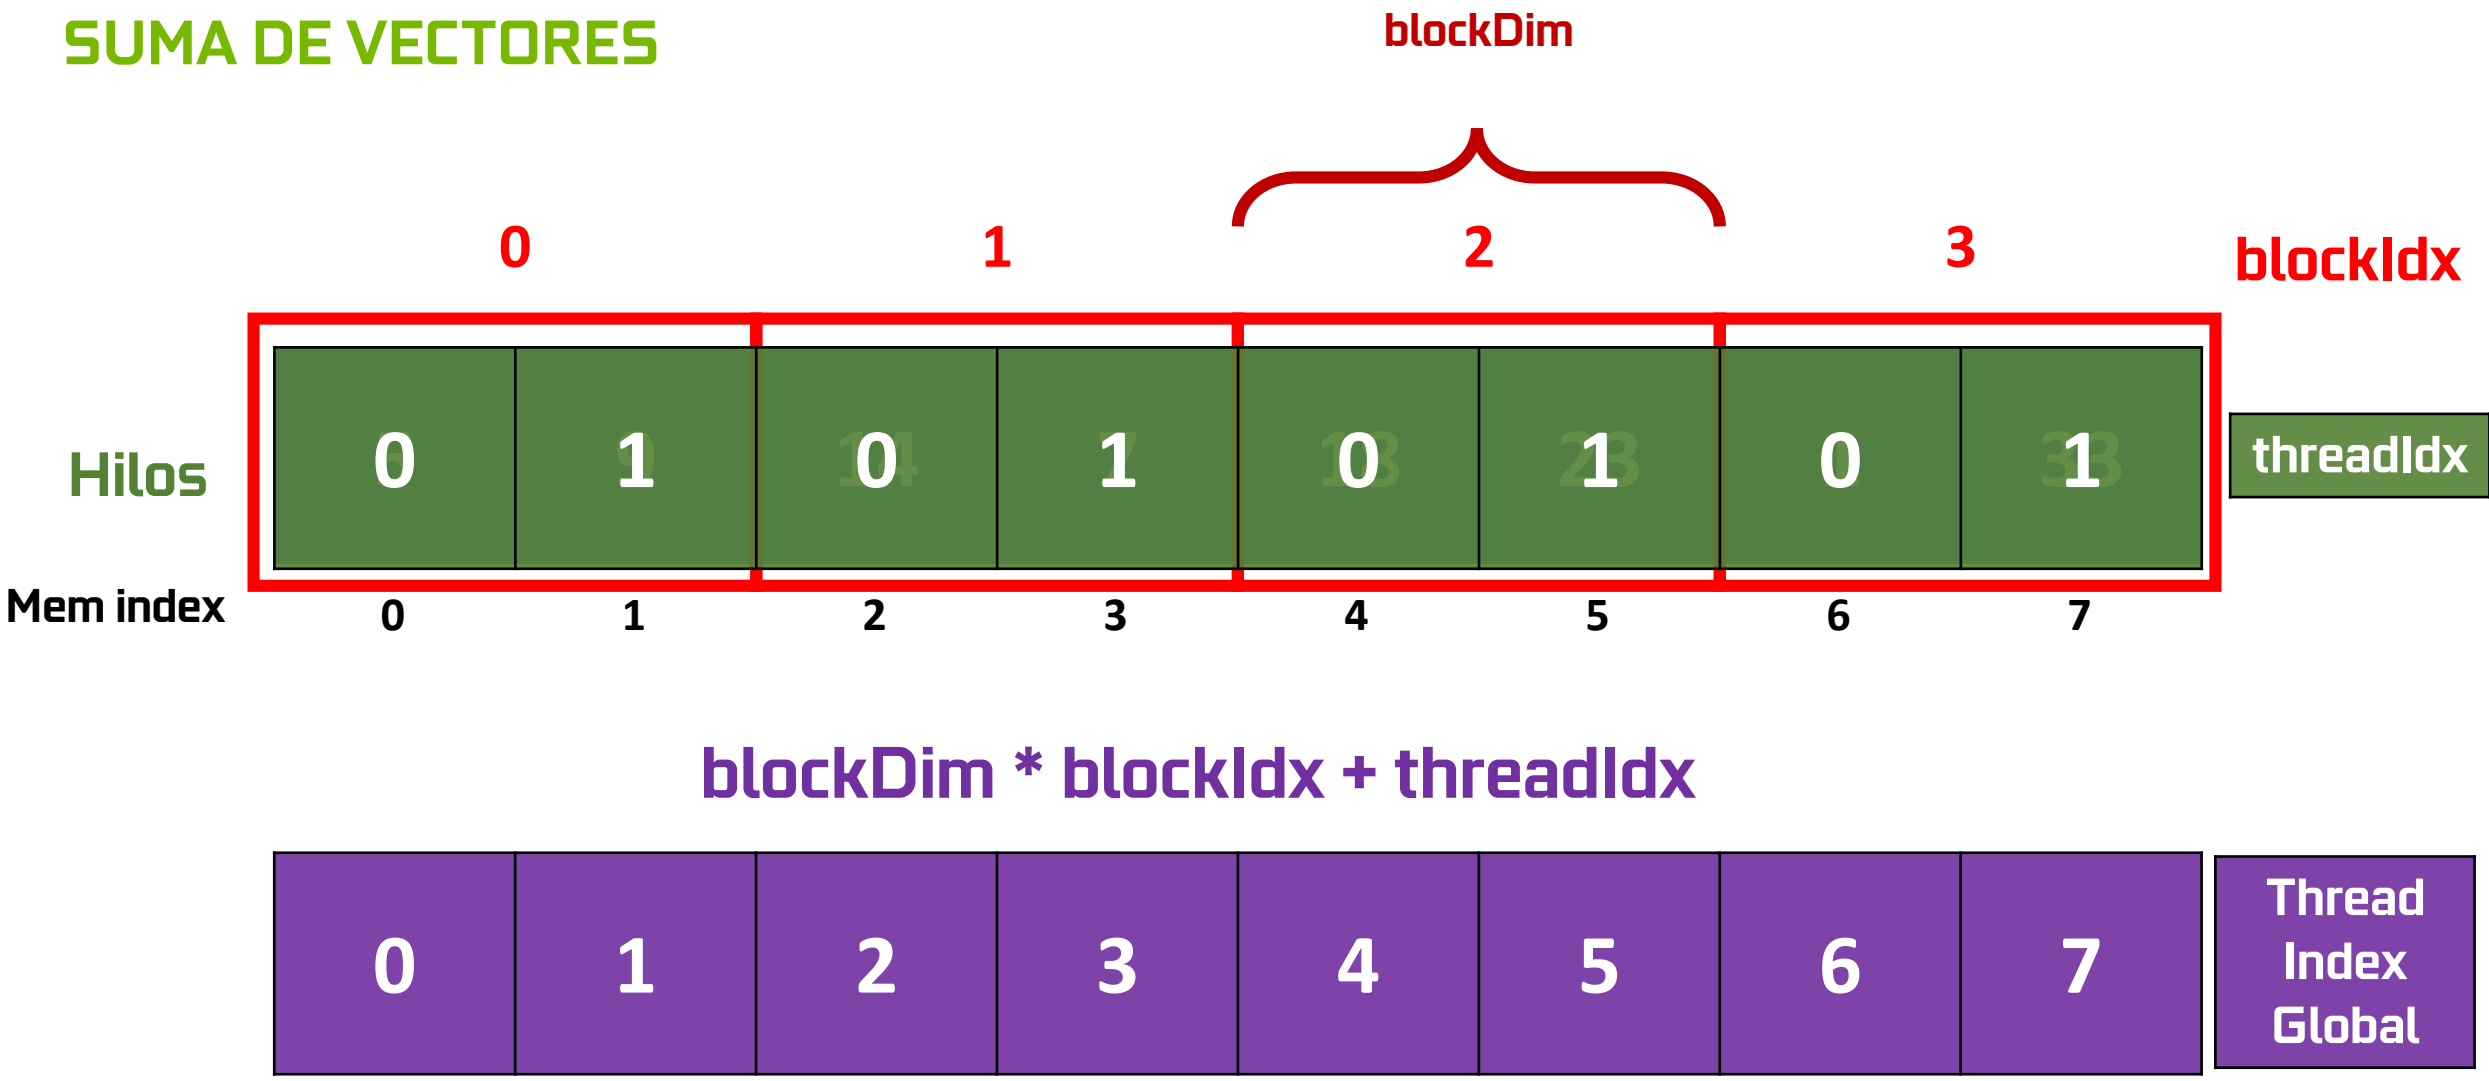 SUMA DE VECTORES
blockDim
0 1 2 3 blockIdx
Hilos 0 1 0 1 0 1 0 1 threadIdx
Mem index 0 1 2 3 4 5 6 7
blockDim * blockIdx + threadIdx
0 1 2 3 4 5 6 7
Thread
Index
Global